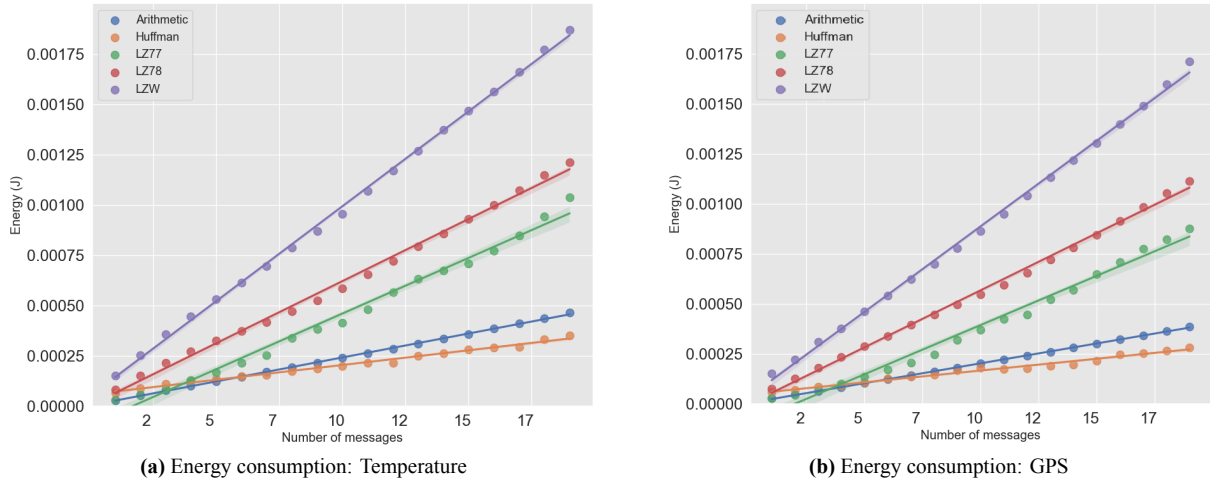 Arithmetic
Huffman
LZ77
LZ78
LZW
0.00175
0.00150
0.00125
0.00100
0.00075
0.00050
0.00025
0.00000
Energy (J)
2 5 7 10 12 15 17
Number of messages
(a) Energy consumption: Temperature
Arithmetic
Huffman
LZ77
LZ78
LZW
0.00175
0.00150
0.00125
0.00100
0.00075
0.00050
0.00025
0.00000
Energy (J)
2 5 7 10 12 15 17
Number of messages
(b) Energy consumption: GPS